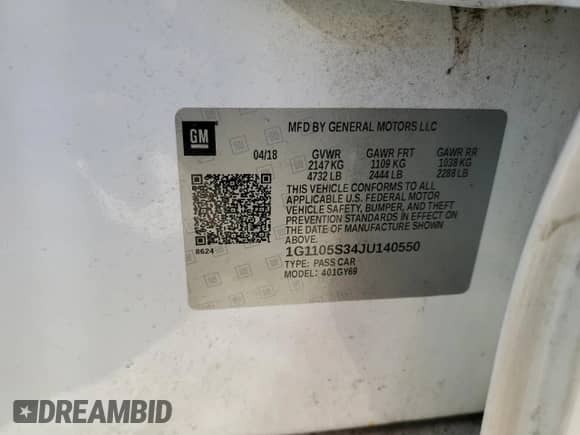 GM
MFD BY GENERAL MOTORS LLC
04/18 GVWR GAWR FRT GAWR RR
2147 KG 1109 KG 1038 KG
4732 LB 2444 LB 2288 LB
THIS VEHICLE CONFORMS TO ALL
APPLICABLE U.S. FEDERAL MOTOR
VEHICLE SAFETY, BUMPER, AND THEFT
PREVENTION STANDARDS IN EFFECT ON
THE DATE OF MANUFACTURE SHOWN ABOVE.
8624
1G1105S34JU140550
TYPE: PASS CAR
MODEL: 401GY69
DREAMBID